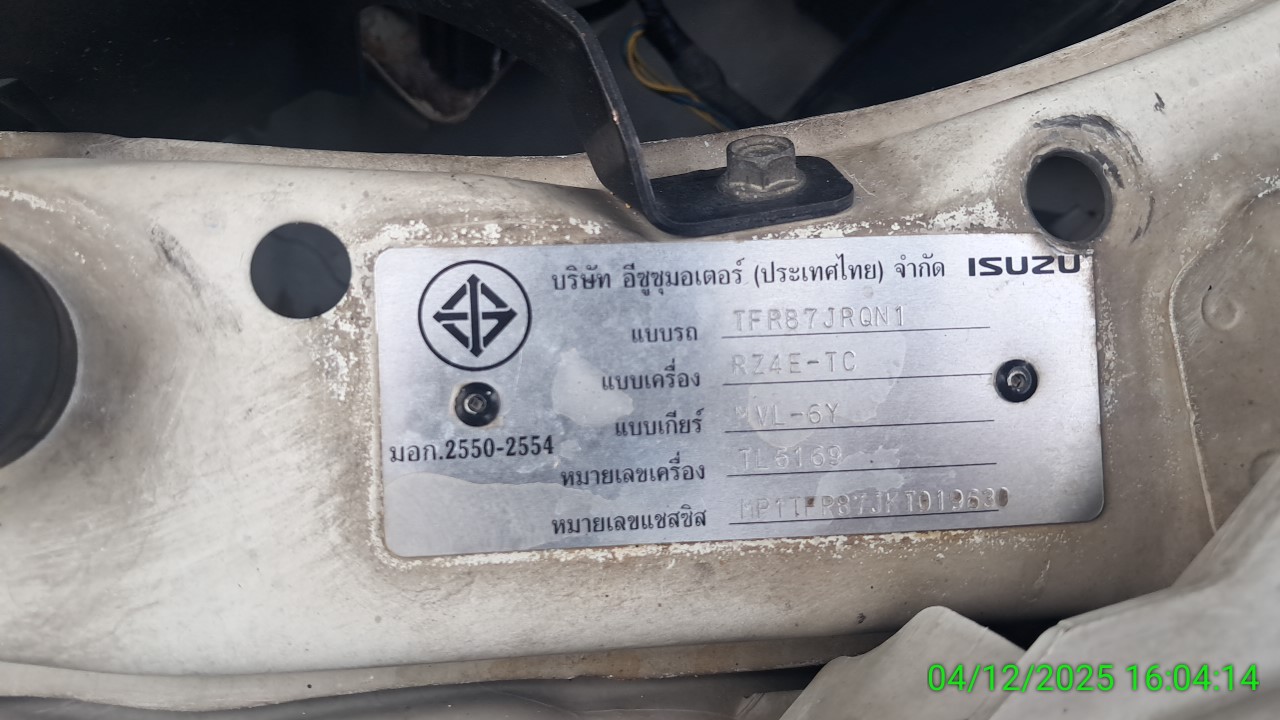 บริษัท อีซูซุมอเตอร์ (ประเทศไทย) จำกัด ISUZU
แบบรถ TFR87JRQN1
แบบเครื่อง RZ4E-TC
แบบเกียร์ MVL-6Y
มอก.2550-2554
หมายเลขเครื่อง TL5169
หมายเลขแชสซิส
04/12/2025 16:04:14